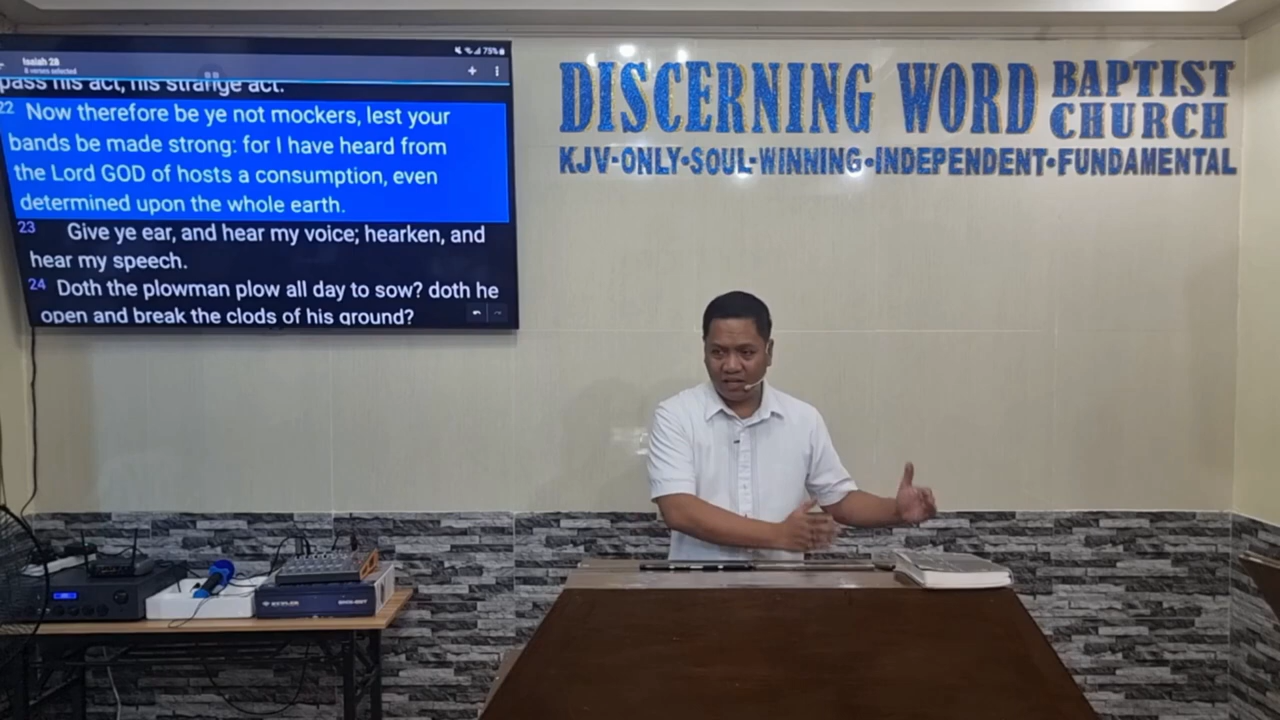 75%
Isaiah 28
8 verses selected
pass his act, his strange act.
22 Now therefore be ye not mockers, lest your
bands be made strong: for I have heard from
the Lord GOD of hosts a consumption, even
determined upon the whole earth.
23 Give ye ear, and hear my voice; hearken, and
hear my speech.
24 Doth the plowman plow all day to sow? doth he
open and break the clods of his ground?
DISCERNING WORD BAPTIST
CHURCH
KJV-ONLY•SOUL-WINNING•INDEPENDENT•FUNDAMENTAL